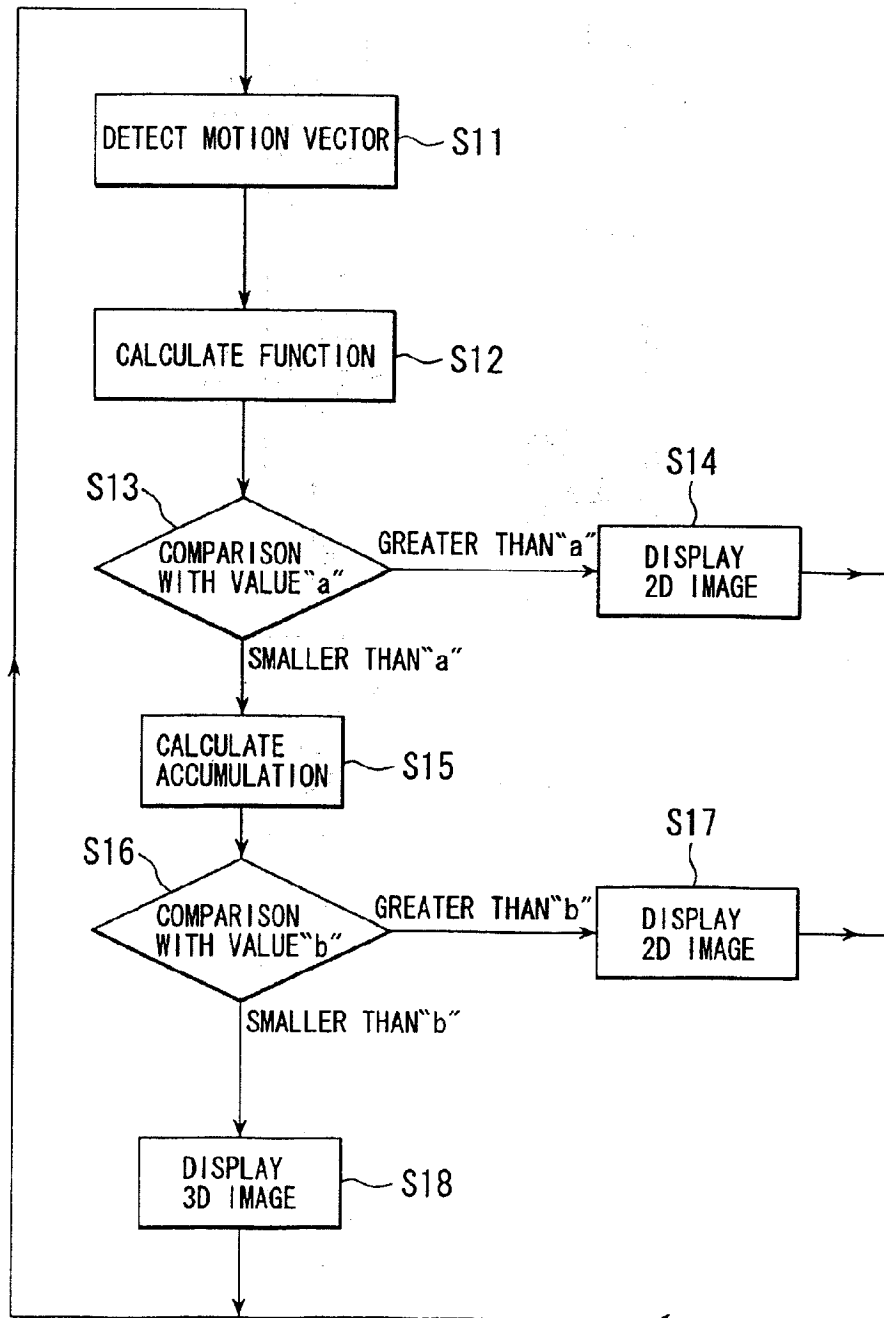 DETECT MOTION VECTOR
S11
CALCULATE FUNCTION
S12
S13
COMPARISON
WITH VALUE‶a″
GREATER THAN‶a″
S14
DISPLAY
2D IMAGE
SMALLER THAN‶a″
CALCULATE
ACCUMULATION
S15
S16
COMPARISON
WITH VALUE‶b″
GREATER THAN‶b″
S17
DISPLAY
2D IMAGE
SMALLER THAN‶b″
DISPLAY
3D IMAGE
S18